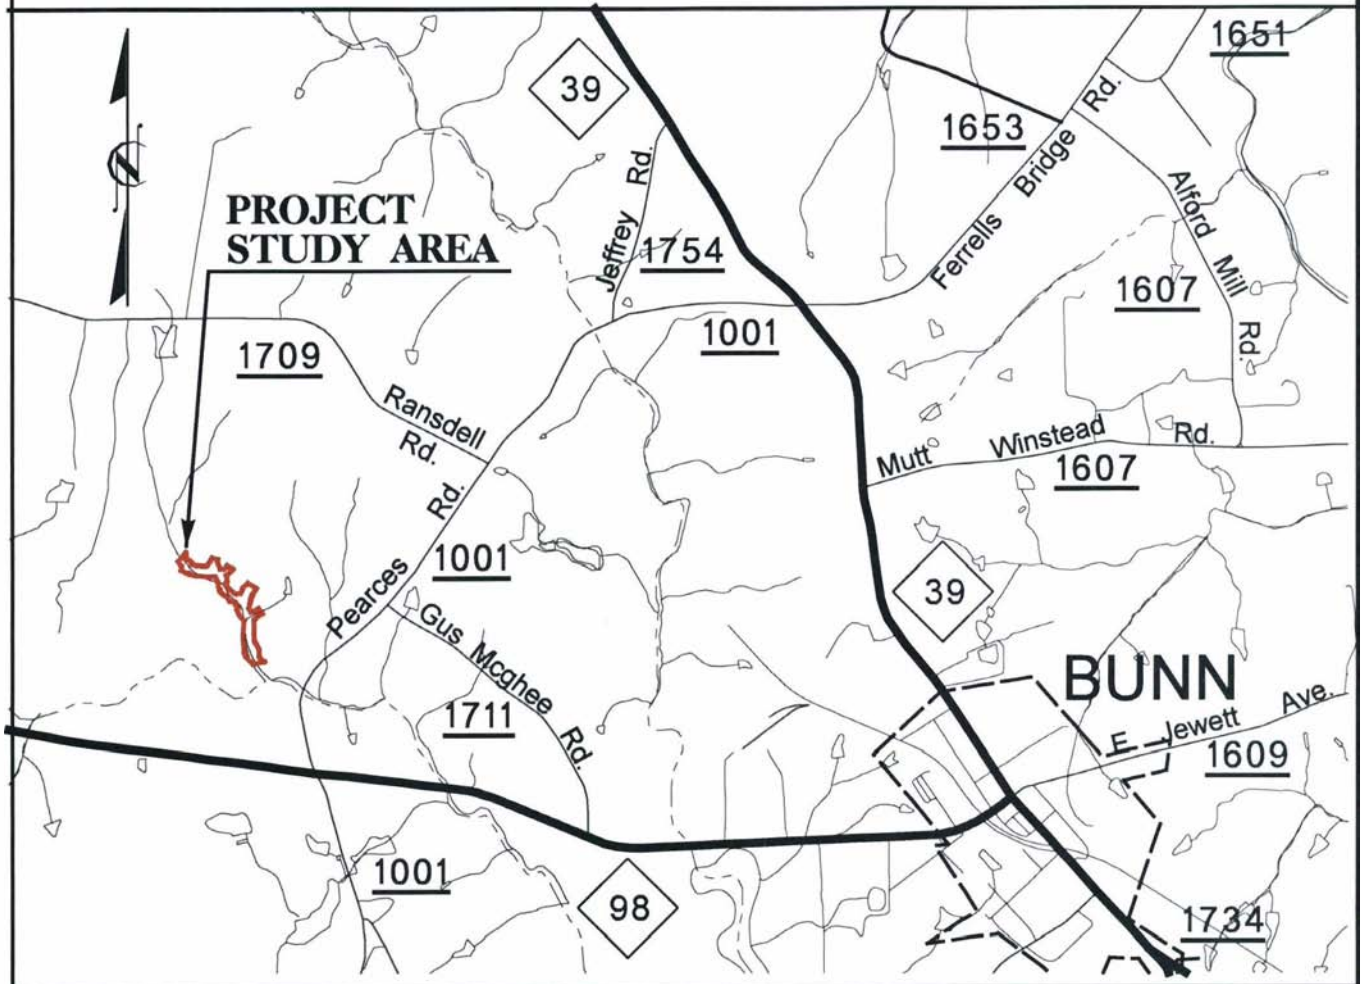 1651
39
1653
Ferrells Bridge Rd.
Jeffrey Rd.
Alford Mill Rd.
N
PROJECT
STUDY AREA
1754
1607
1001
1709
Ransdell
Rd.
Mutt Winstead Rd.
1607
Pearces Rd.
1001
39
Gus Mcghee Rd.
BUNN
1711
E Jewett Ave.
1609
1001
98
1734